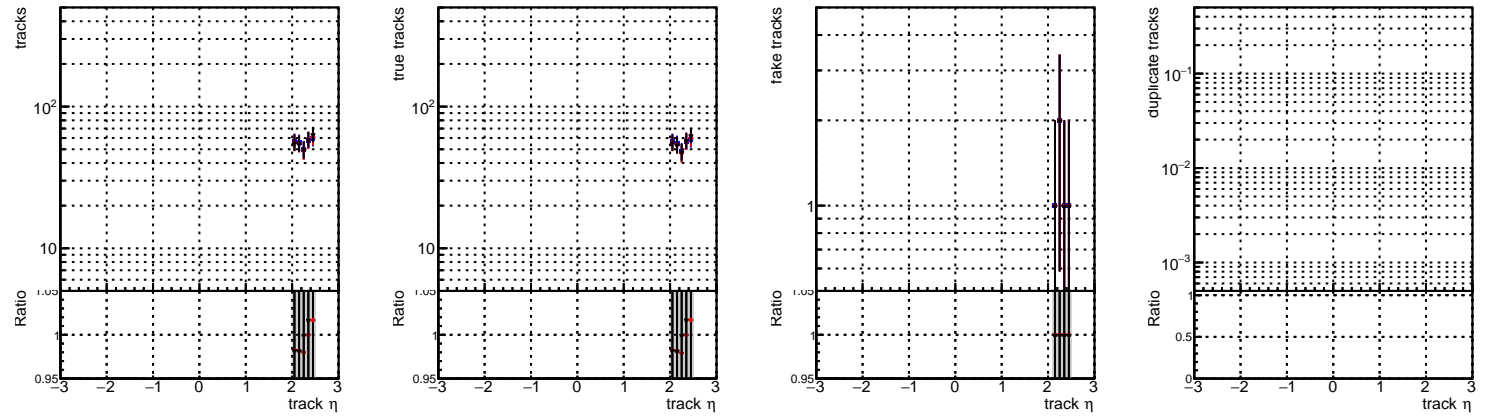 tracks
10²
10
Ratio
1.05
1
0.95
−3 −2 −1 0 1 2 3
track η
true tracks
10²
10
Ratio
1.05
1
0.95
−3 −2 −1 0 1 2 3
track η
fake tracks
1
Ratio
1.05
1
0.95
−3 −2 −1 0 1 2 3
track η
duplicate tracks
10⁻¹
10⁻²
10⁻³
Ratio
1
0.5
0
−3 −2 −1 0 1 2 3
track η